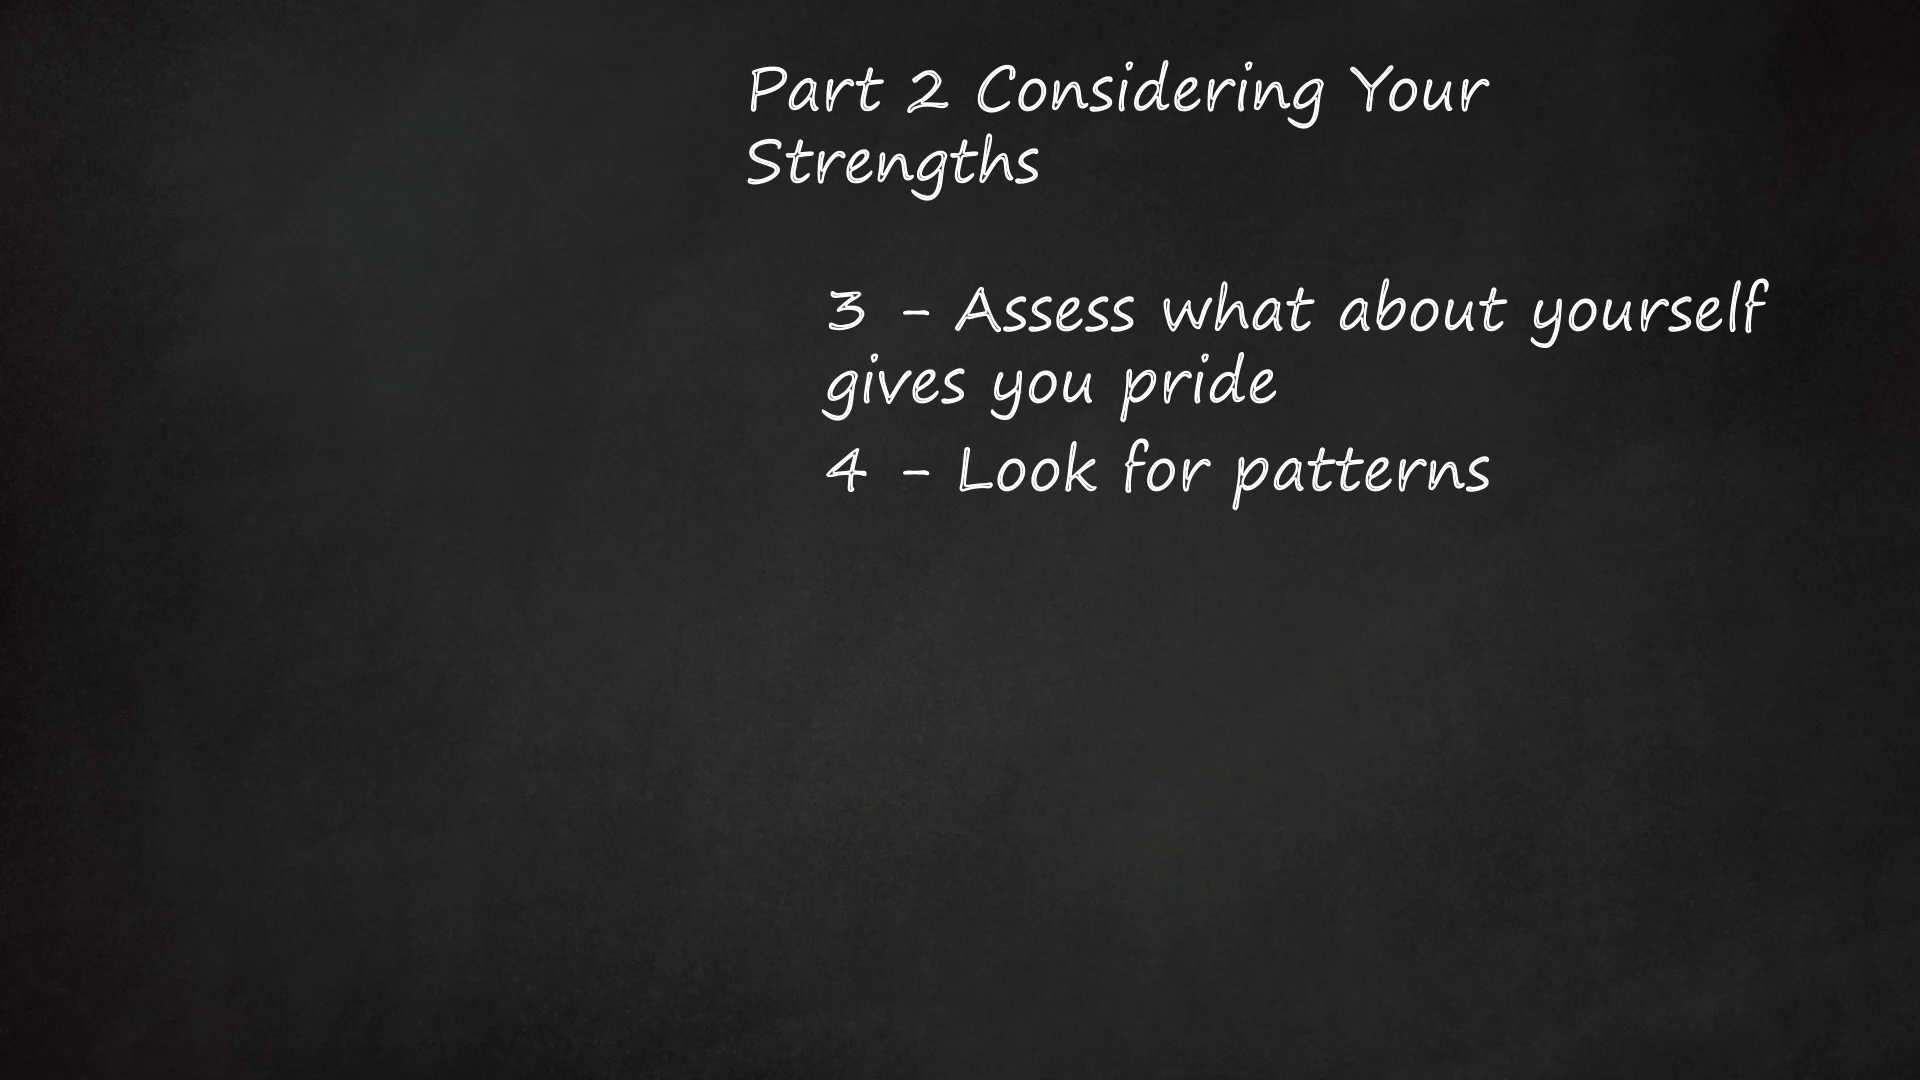 Part 2 Considering Your
Strengths
3 - Assess what about yourself
gives you pride
4 - Look for patterns